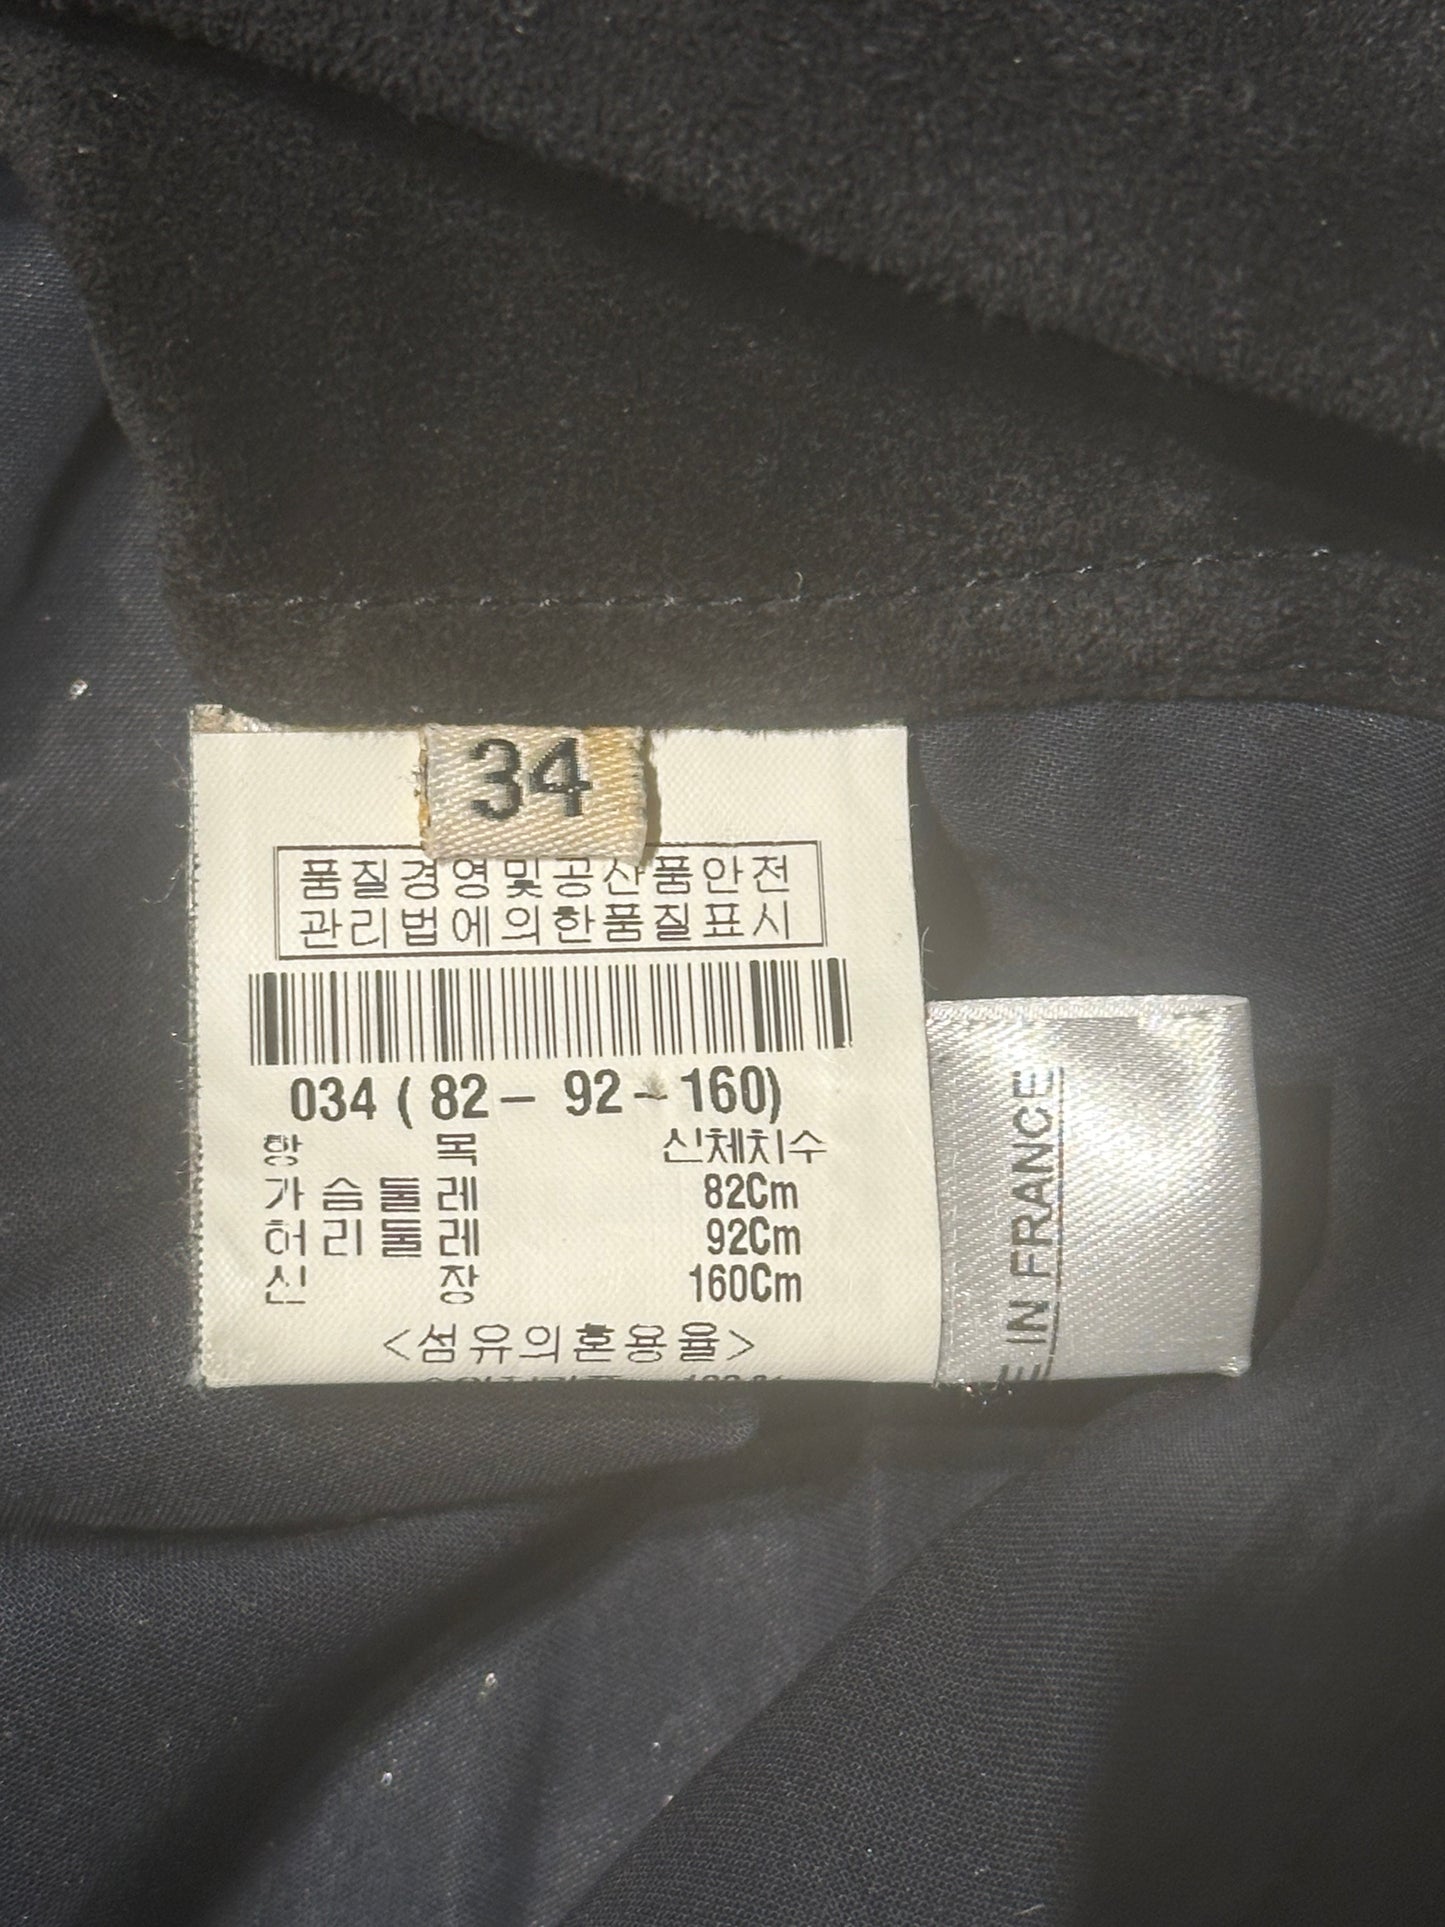 34
품질경영및공산품안전
관리법에의한품질표시
034 ( 82 – 92 – 160)
항 목 신체치수
가슴둘레 82Cm
허리둘레 92Cm
신 장 160Cm
<섬유의혼용율>
E IN FRANCE